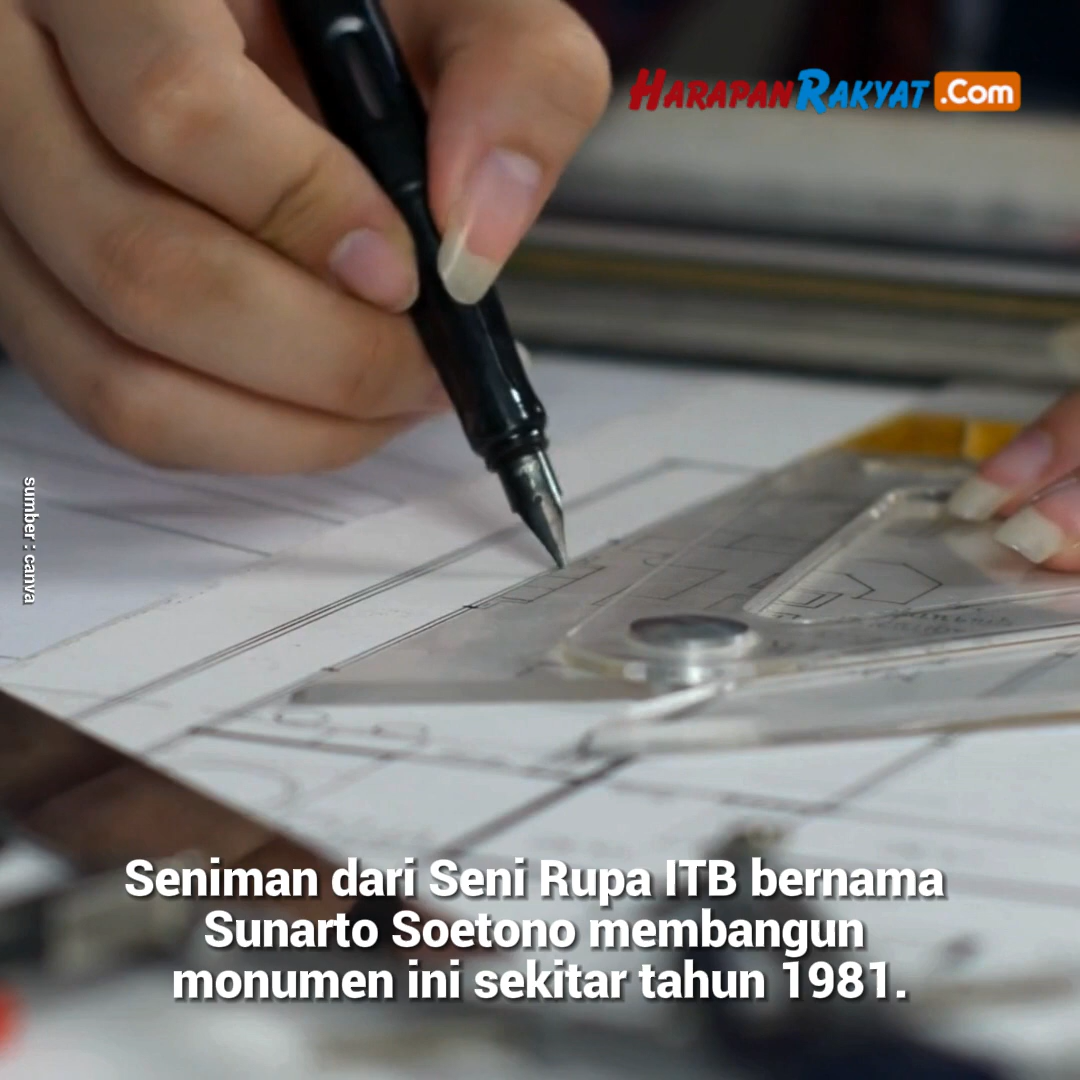 HARAPANRAKYAT.Com
sumber : canva
Seniman dari Seni Rupa ITB bernama
Sunarto Soetono membangun
monumen ini sekitar tahun 1981.